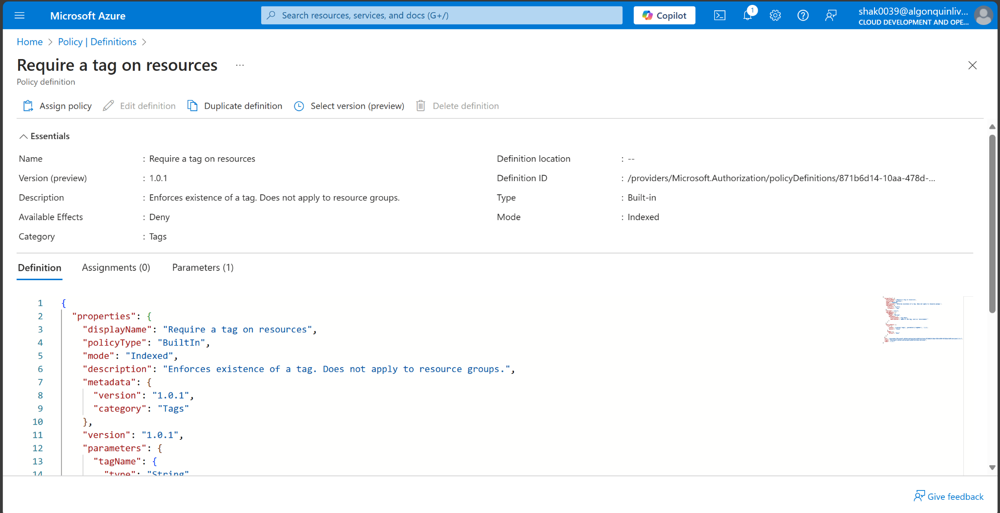 Microsoft Azure
Search resources, services, and docs (G+/)
Copilot
1
shak0039@algonquinliv...
CLOUD DEVELOPMENT AND OPE...
Home > Policy | Definitions >
Require a tag on resources ...
Policy definition
Assign policy Edit definition Duplicate definition Select version (preview) Delete definition
Essentials
Name : Require a tag on resources
Definition location : --
Version (preview) : 1.0.1
Definition ID : /providers/Microsoft.Authorization/policyDefinitions/871b6d14-10aa-478d-...
Description : Enforces existence of a tag. Does not apply to resource groups.
Type : Built-in
Available Effects : Deny
Mode : Indexed
Category : Tags
Definition Assignments (0) Parameters (1)
1 {
2 "properties": {
3 "displayName": "Require a tag on resources",
4 "policyType": "BuiltIn",
5 "mode": "Indexed",
6 "description": "Enforces existence of a tag. Does not apply to resource groups.",
7 "metadata": {
8 "version": "1.0.1",
9 "category": "Tags"
10 },
11 "version": "1.0.1",
12 "parameters": {
13 "tagName": {
14 "type": "String"
Give feedback